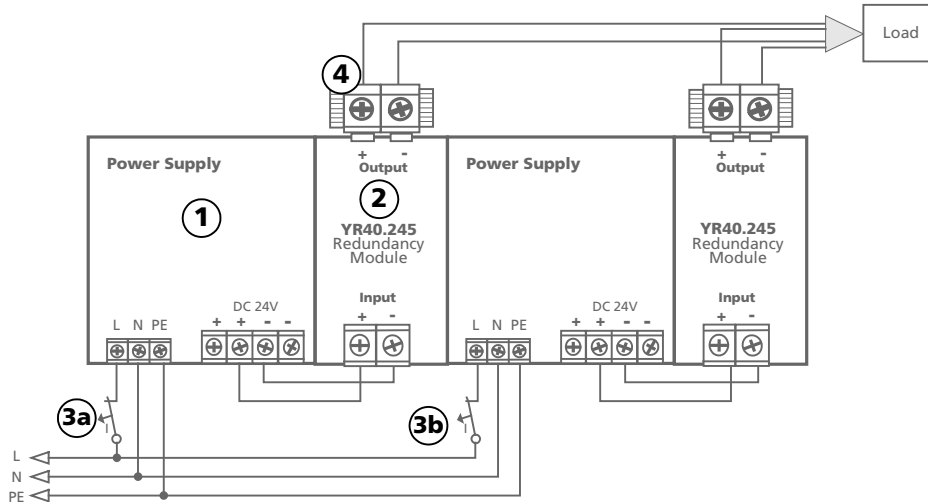 Load
4
+ -
Output
+ -
Output
Power Supply
1
2
YR40.245
Redundancy
Module
Power Supply
YR40.245
Redundancy
Module
Input
+ -
Input
+ -
DC 24V
+ + - -
L N PE
DC 24V
+ + - -
L N PE
3a
I
3b
I
L
N
PE